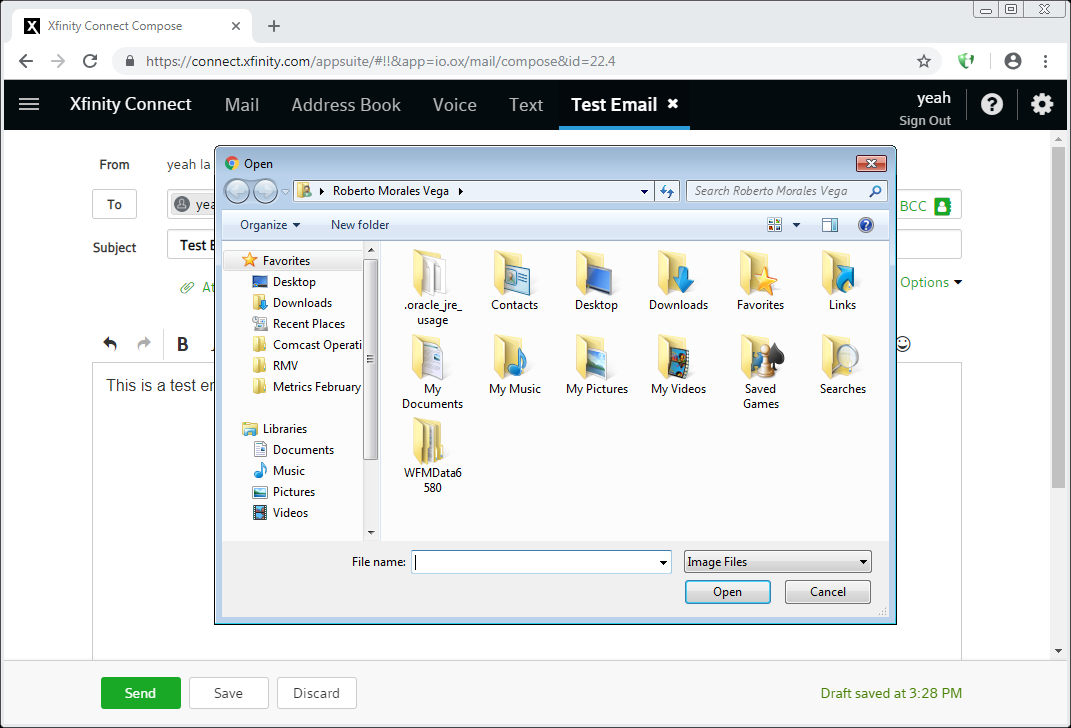 X Xfinity Connect Compose
https://connect.xfinity.com/appsuite/#!!&app=io.ox/mail/compose&id=22.4
Xfinity Connect Mail Address Book Voice Text Test Email
yeah
Sign Out
From yeah la
To yea
BCC
Subject Test E
At
Options
B
This is a test em
Open
Roberto Morales Vega
Search Roberto Morales Vega
Organize New folder
Favorites
Desktop
Downloads
Recent Places
Comcast Operati
RMV
Metrics February
Libraries
Documents
Music
Pictures
Videos
.oracle_jre_
usage
Contacts
Desktop
Downloads
Favorites
Links
My
Documents
My Music
My Pictures
My Videos
Saved
Games
Searches
WFMData6
580
File name:
Image Files
Open Cancel
Send Save Discard
Draft saved at 3:28 PM